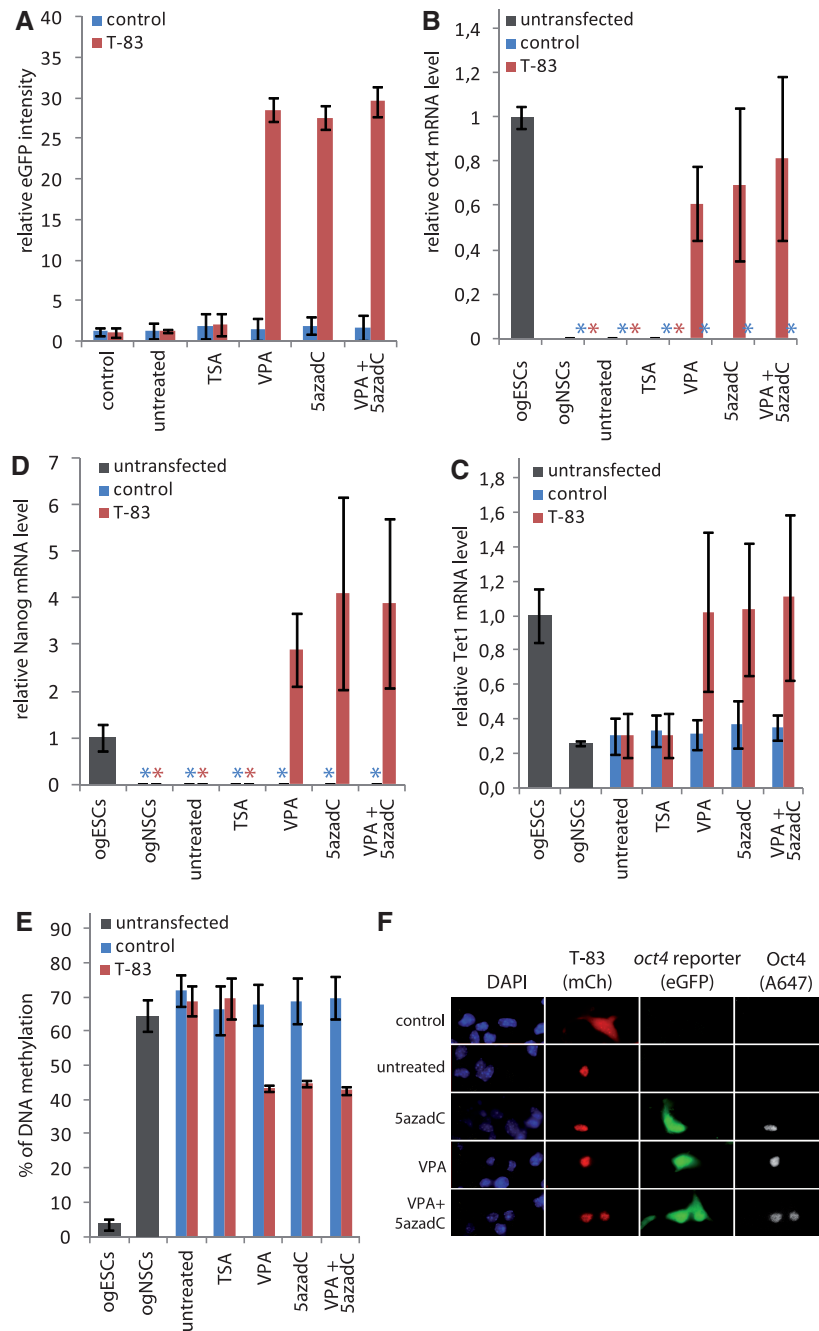 A
control
T-83
relative eGFP intensity
40
35
30
25
20
15
10
5
0
control
untreated
TSA
VPA
5azadC
VPA +
5azadC
B
untransfected
control
T-83
relative oct4 mRNA level
1,4
1,2
1
0,8
0,6
0,4
0,2
0
** ** ** * * *
ogESCs
ogNSCs
untreated
TSA
VPA
5azadC
VPA +
5azadC
D
untransfected
control
T-83
relative Nanog mRNA level
7
6
5
4
3
2
1
0
** ** ** * * *
ogESCs
ogNSCs
untreated
TSA
VPA
5azadC
VPA +
5azadC
C
untransfected
control
T-83
relative Tet1 mRNA level
1,8
1,6
1,4
1,2
1,0
0,8
0,6
0,4
0,2
0,0
ogESCs
ogNSCs
untreated
TSA
VPA
5azadC
VPA +
5azadC
E
untransfected
control
T-83
% of DNA methylation
90
80
70
60
50
40
30
20
10
0
ogESCs
ogNSCs
untreated
TSA
VPA
5azadC
VPA +
5azadC
F
T-83 oct4 reporter Oct4
DAPI (mCh) (eGFP) (A647)
control
untreated
5azadC
VPA
VPA+
5azadC